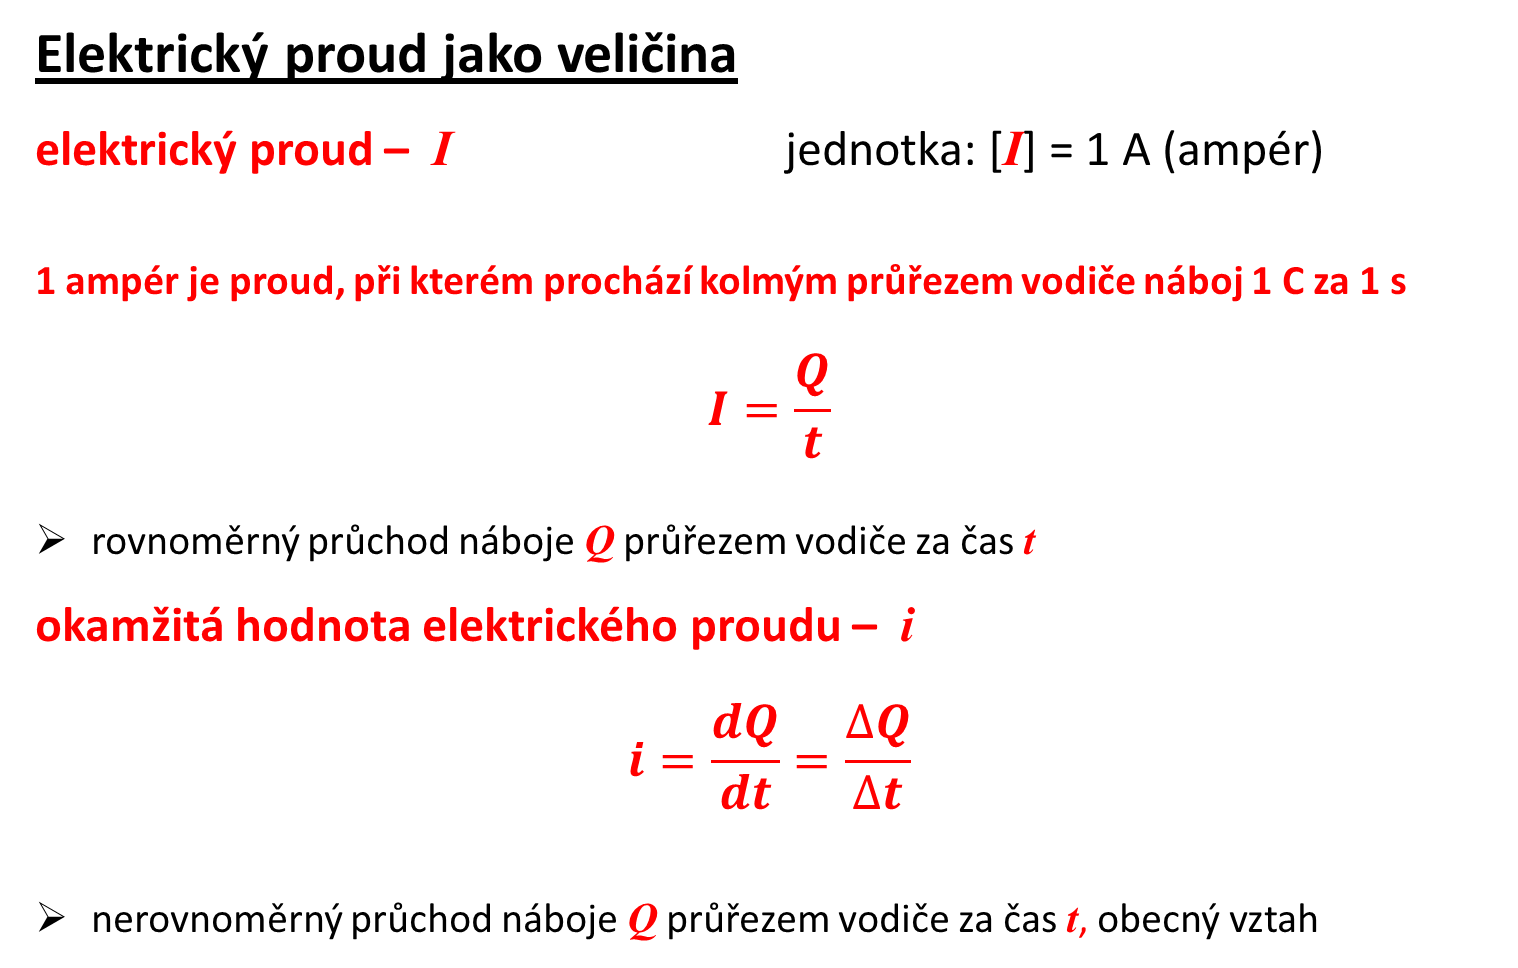 Elektrický proud jako veličina
elektrický proud – I jednotka: [I] = 1 A (ampér)
1 ampér je proud, při kterém prochází kolmým průřezem vodiče náboj 1 C za 1 s
I = Q/t
➢ rovnoměrný průchod náboje Q průřezem vodiče za čas t
okamžitá hodnota elektrického proudu – i
i = dQ/dt = ΔQ/Δt
➢ nerovnoměrný průchod náboje Q průřezem vodiče za čas t, obecný vztah